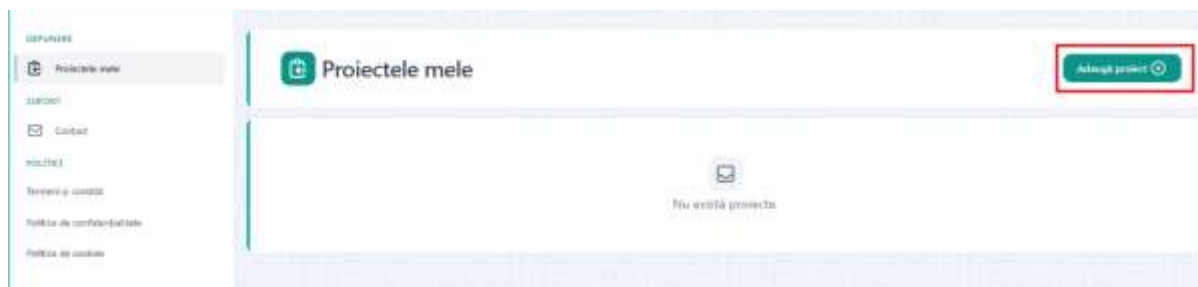 DEPUNERE
Proiectele mele
SUPORT
Contact
POLITICI
Termeni și condiții
Politica de confidențialitate
Politica de cookies
Proiectele mele
Adaugă proiect
Nu există proiecte